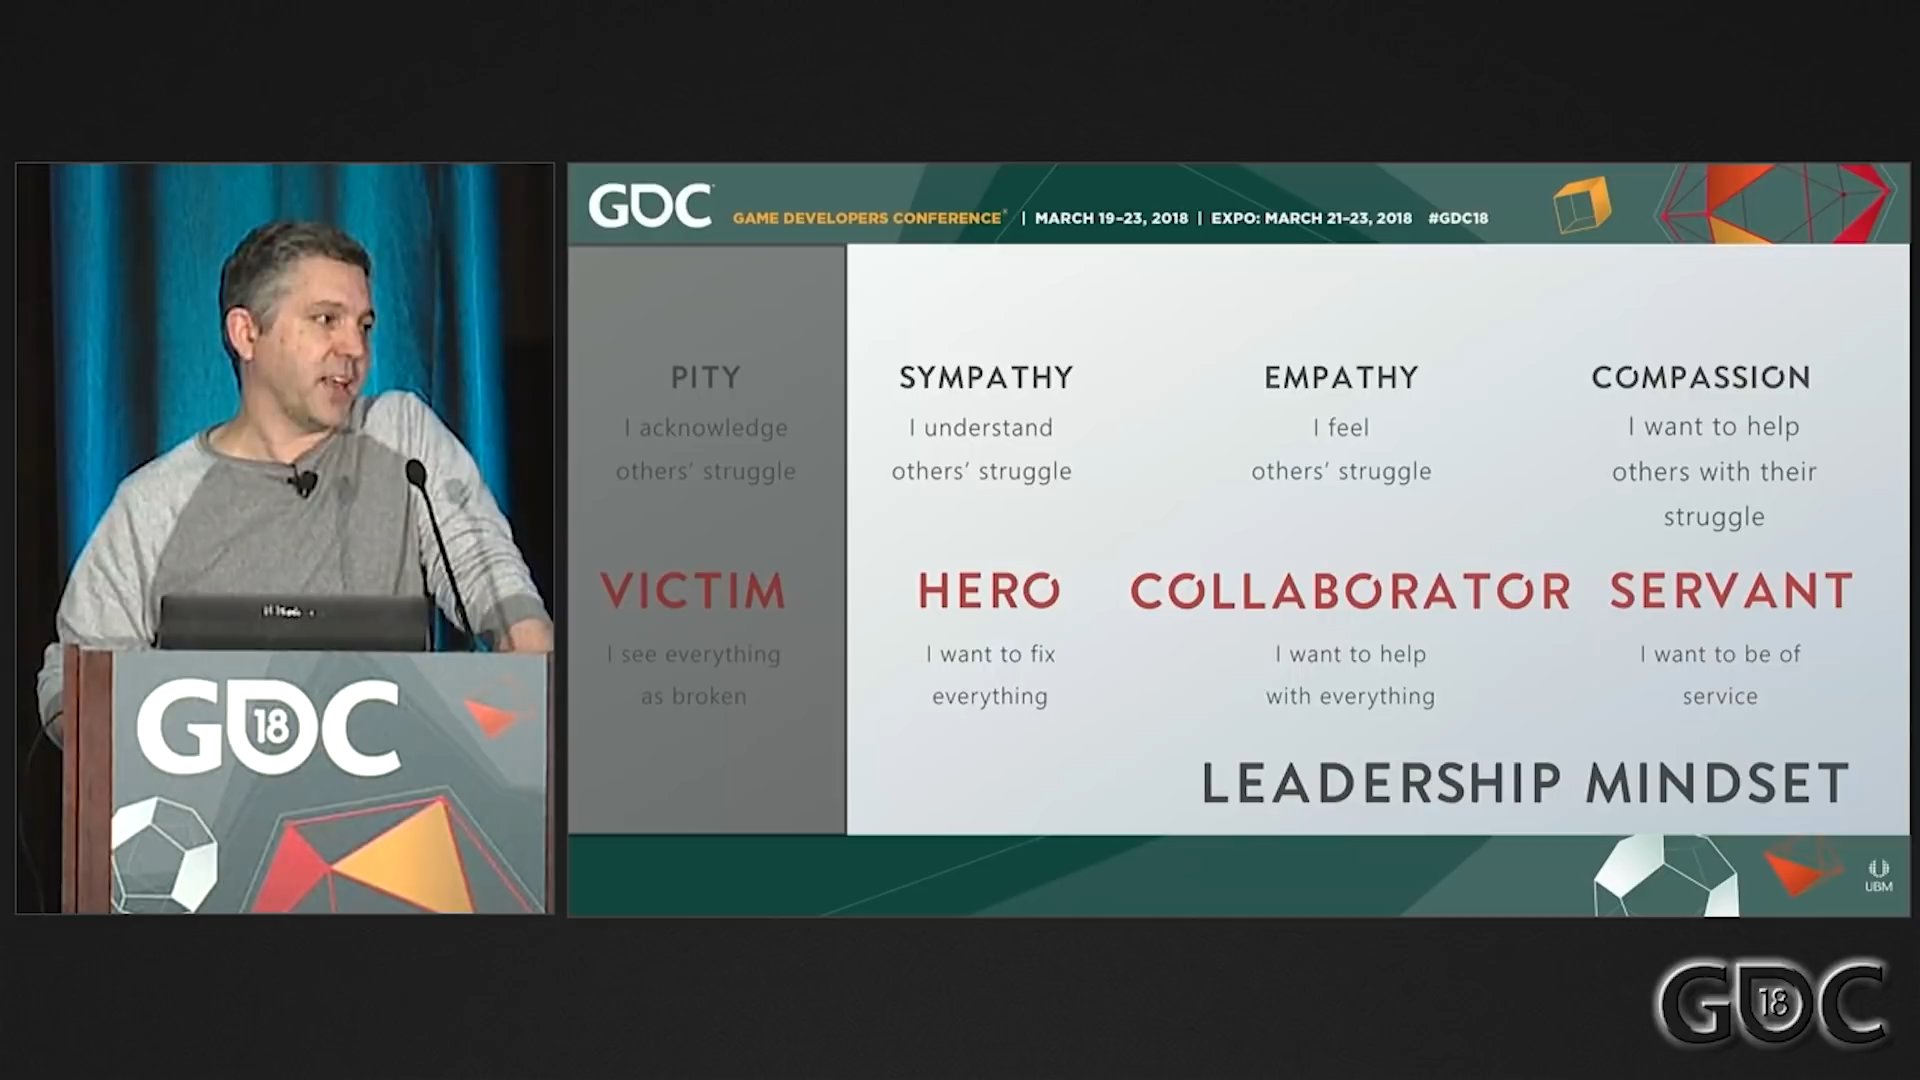 GDC
GAME DEVELOPERS CONFERENCE® | MARCH 19–23, 2018 | EXPO: MARCH 21–23, 2018 #GDC18
PITY
I acknowledge
others’ struggle
SYMPATHY
I understand
others’ struggle
EMPATHY
I feel
others’ struggle
COMPASSION
I want to help
others with their
struggle
VICTIM
I see everything
as broken
HERO
I want to fix
everything
COLLABORATOR
I want to help
with everything
SERVANT
I want to be of
service
LEADERSHIP MINDSET
UBM
GDC
18
GDC
18